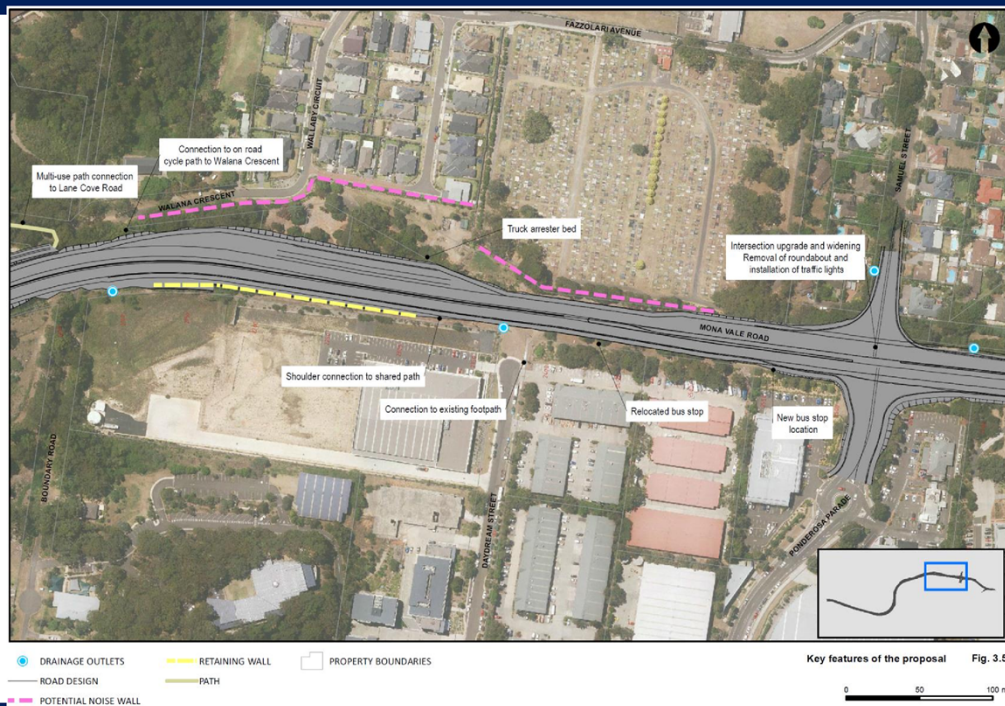 FAZZOLARI AVENUE
WALLABY CIRCUIT
SAMUEL STREET
Connection to on road
cycle path to Walana Crescent
Multi-use path connection
to Lane Cove Road
WALANA CRESCENT
Truck arrester bed
Intersection upgrade and widening
Removal of roundabout and
installation of traffic lights
MONA VALE ROAD
Shoulder connection to shared path
Connection to existing footpath
Relocated bus stop
New bus stop
location
BOUNDARY ROAD
DAYDREAM STREET
PONDEROSA PARADE
DRAINAGE OUTLETS
ROAD DESIGN
POTENTIAL NOISE WALL
RETAINING WALL
PATH
PROPERTY BOUNDARIES
Key features of the proposal Fig. 3.5
0 50 100 m